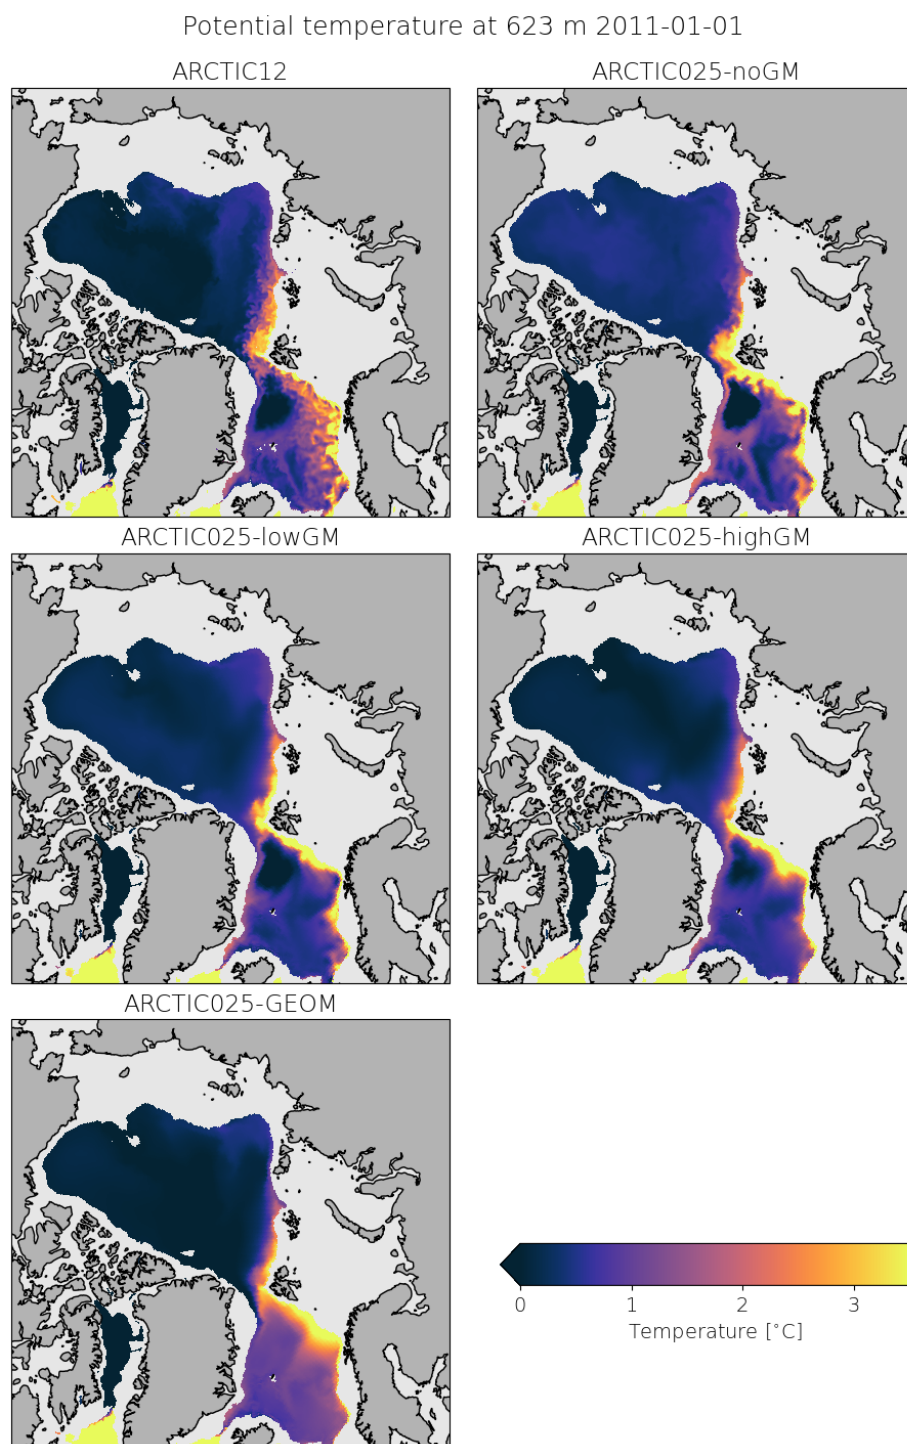 Potential temperature at 623 m 2011-01-01
ARCTIC12
ARCTIC025-noGM
ARCTIC025-lowGM
ARCTIC025-highGM
ARCTIC025-GEOM
0 1 2 3
Temperature [°C]